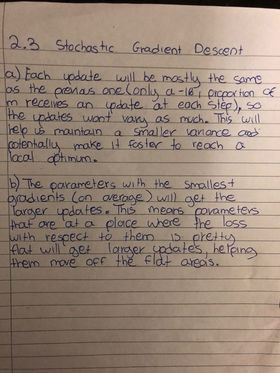 2.3 Stochastic Gradient Descent
a) Each update will be mostly the same
as the previous one (only a 1-β1 proportion of
m receives an update at each step), so
the updates wont vary as much. This will
help us maintain a smaller variance and
potentially make it faster to reach a
local optimum.
b) The parameters with the smallest
gradients (on average) will get the
larger updates. This means parameters
that are at a place where the loss
with respect to them is pretty
flat will get larger updates, helping
them move off the flat areas.